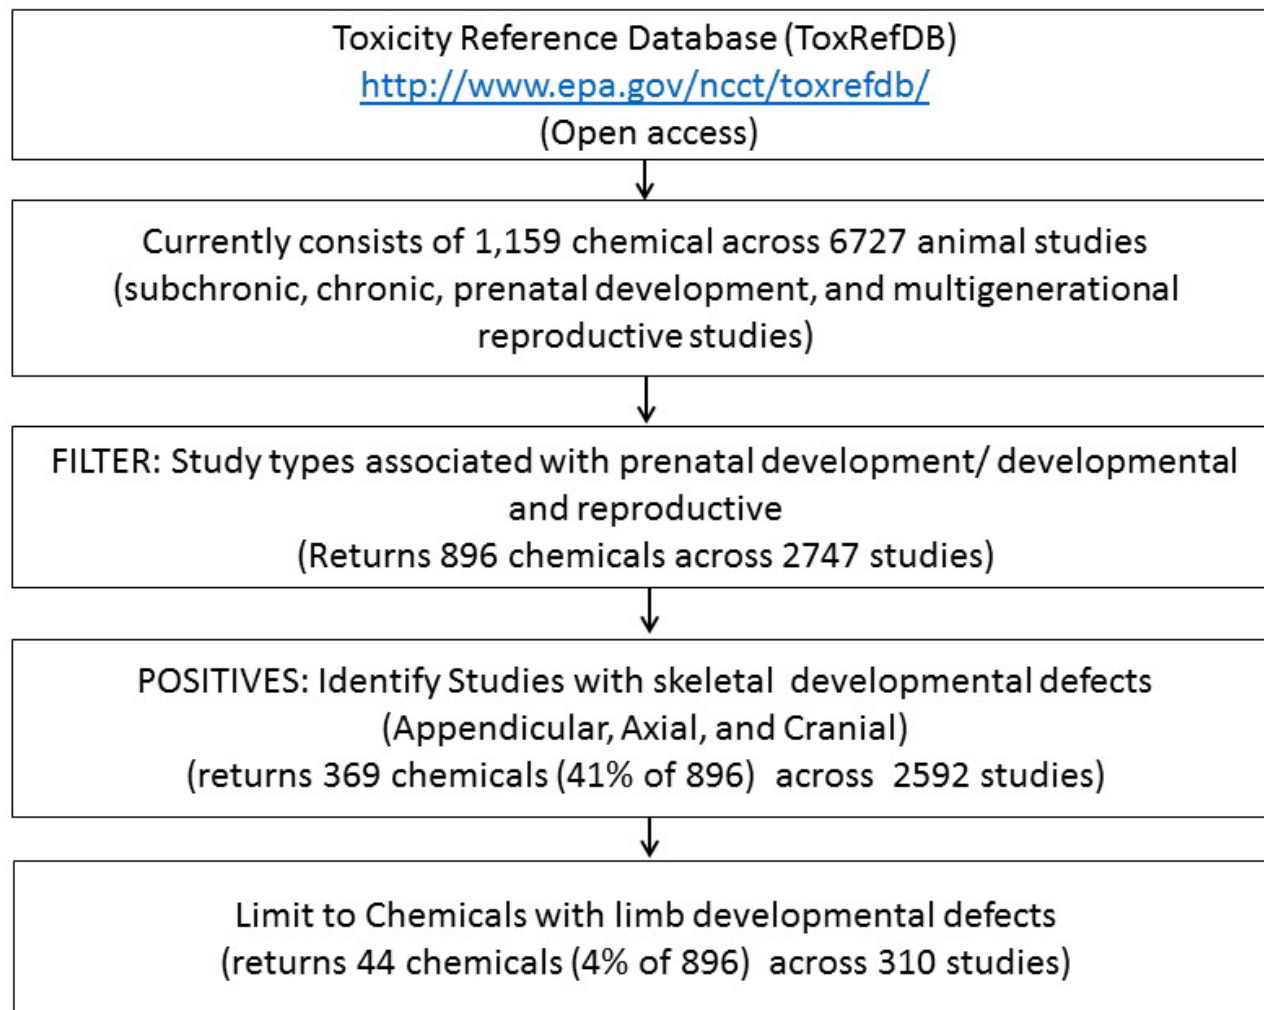 Toxicity Reference Database (ToxRefDB)
http://www.epa.gov/ncct/toxrefdb/
(Open access)
Currently consists of 1,159 chemical across 6727 animal studies
(subchronic, chronic, prenatal development, and multigenerational
reproductive studies)
FILTER: Study types associated with prenatal development/ developmental
and reproductive
(Returns 896 chemicals across 2747 studies)
POSITIVES: Identify Studies with skeletal developmental defects
(Appendicular, Axial, and Cranial)
(returns 369 chemicals (41% of 896) across 2592 studies)
Limit to Chemicals with limb developmental defects
(returns 44 chemicals (4% of 896) across 310 studies)